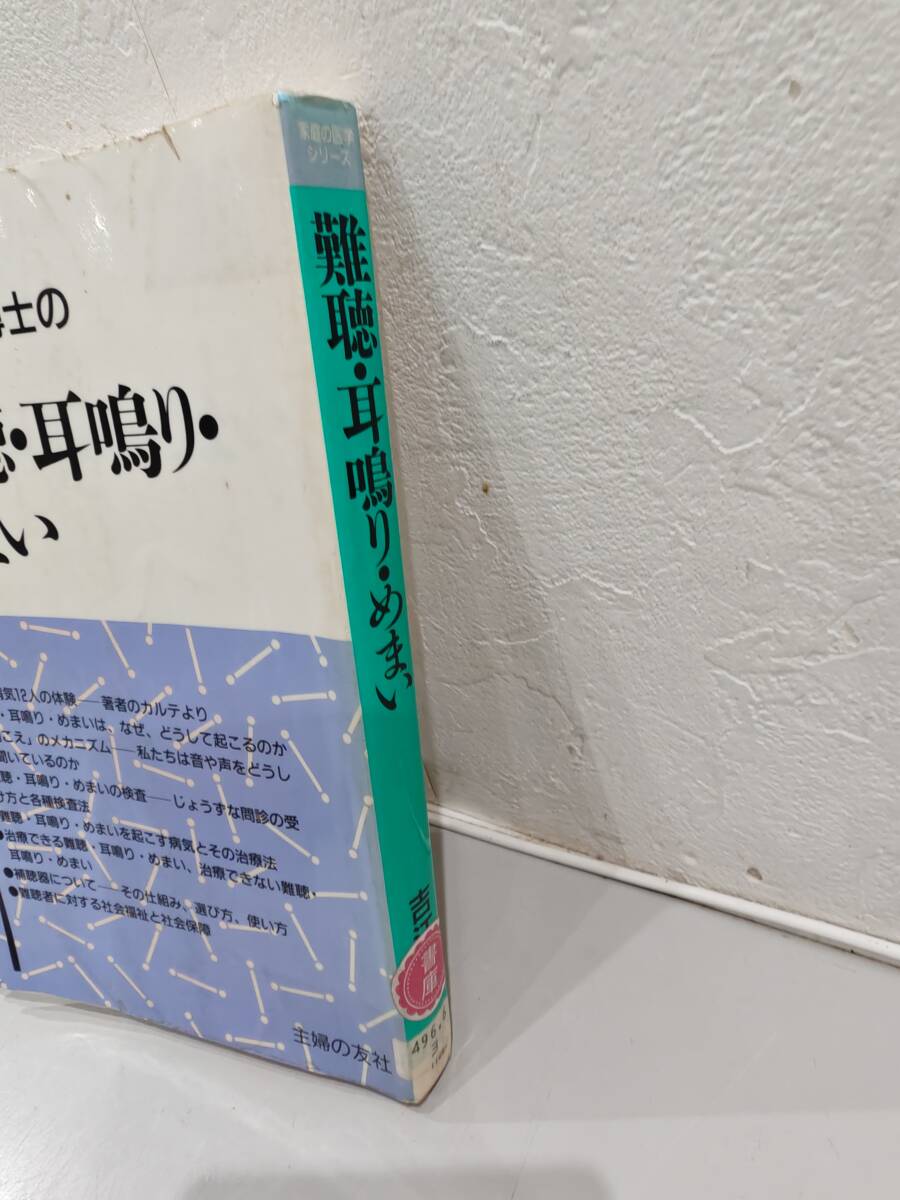 家庭の医学
シリーズ
難聴・耳鳴り・めまい
書庫
496.6
ヨ
士の
聴・耳鳴り・
い
気12人の体験――著者のカルテより
・耳鳴り・めまいは、なぜ、どうして起こるのか
こえ」のメカニズム――私たちは音や声をどうし
聞いているのか
聴・耳鳴り・めまいの検査――じょうずな問診の受
け方と各種検査法
難聴・耳鳴り・めまいを起こす病気とその治療法
●治療できる難聴・耳鳴り・めまい、治療できない難聴・
耳鳴り・めまい
●補聴器について――その仕組み、選び方、使い方
●難聴者に対する社会福祉と社会保障
主婦の友社